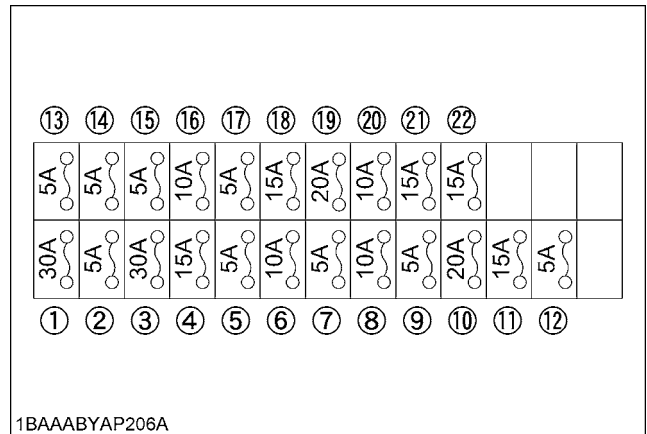 ⑬ ⑭ ⑮ ⑯ ⑰ ⑱ ⑲ ⑳ ㉑ ㉒
5A 5A 5A 10A 5A 15A 20A 10A 15A 15A
30A 5A 30A 15A 5A 10A 5A 10A 5A 20A 15A 5A
① ② ③ ④ ⑤ ⑥ ⑦ ⑧ ⑨ ⑩ ⑪ ⑫
1BAAABYAP206A